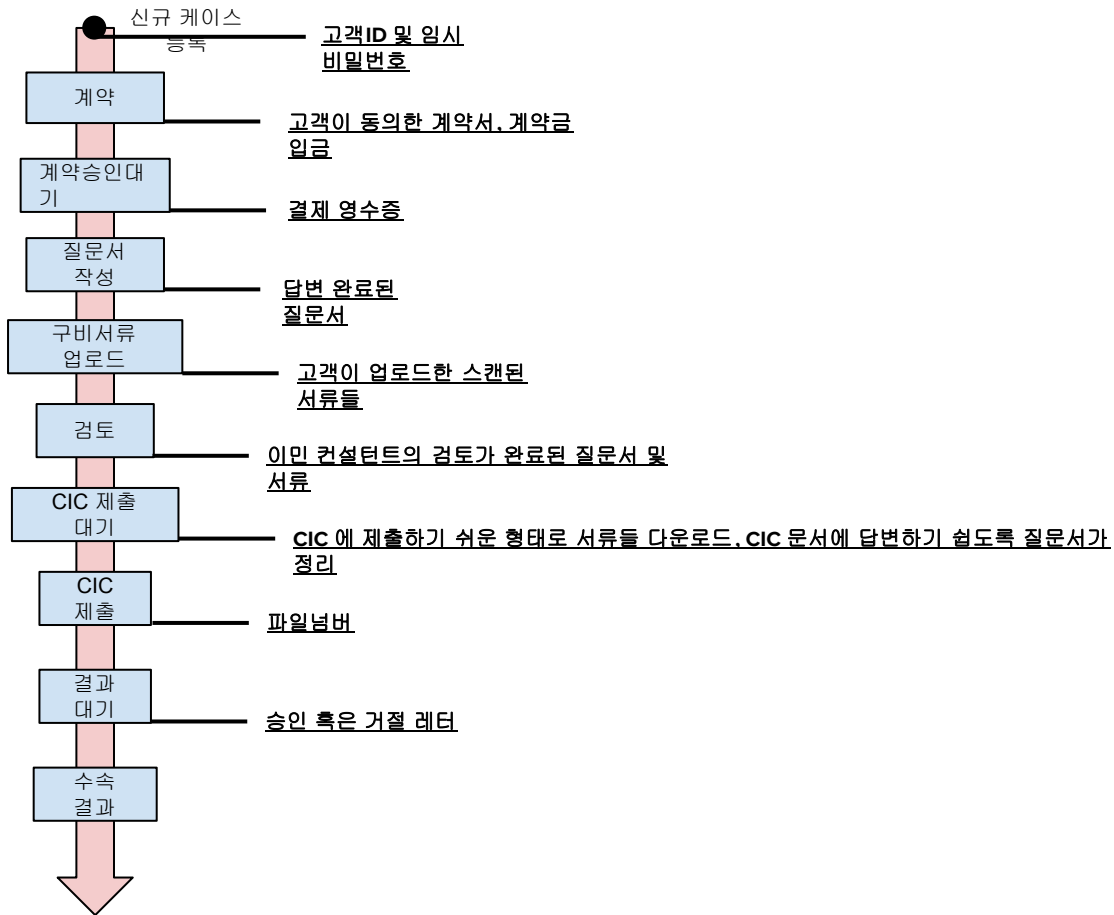 신규 케이스
등록
고객ID 및 임시
비밀번호
계약
고객이 동의한 계약서, 계약금
입금
계약승인대
기
결제 영수증
질문서
작성
답변 완료된
질문서
구비서류
업로드
고객이 업로드한 스캔된
서류들
검토
이민 컨설턴트의 검토가 완료된 질문서 및
서류
CIC 제출
대기
CIC 에 제출하기 쉬운 형태로 서류들 다운로드, CIC 문서에 답변하기 쉽도록 질문서가
정리
CIC
제출
파일넘버
결과
대기
승인 혹은 거절 레터
수속
결과